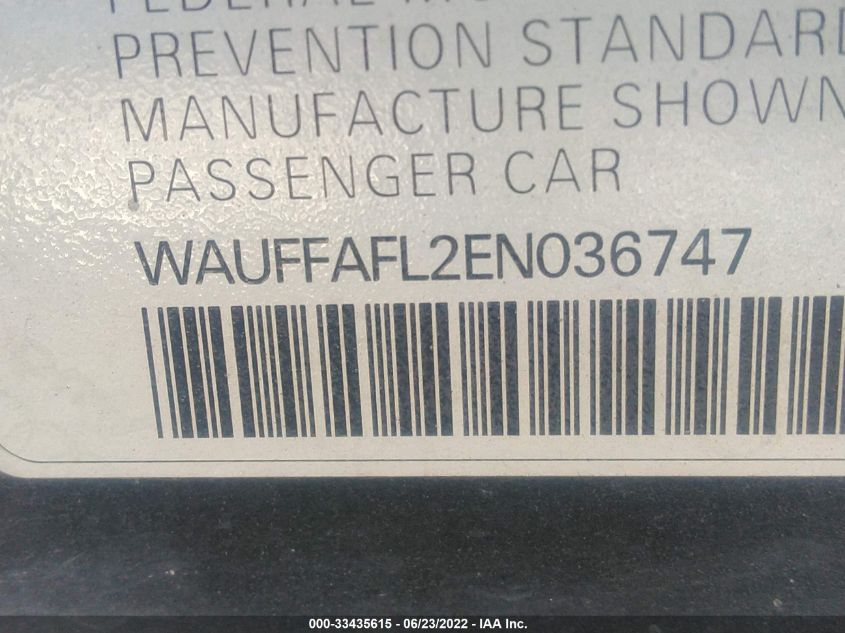 PREVENTION STANDARD
MANUFACTURE SHOWN
PASSENGER CAR
WAUFFAFL2EN036747
000-33435615 - 06/23/2022 - IAA Inc.